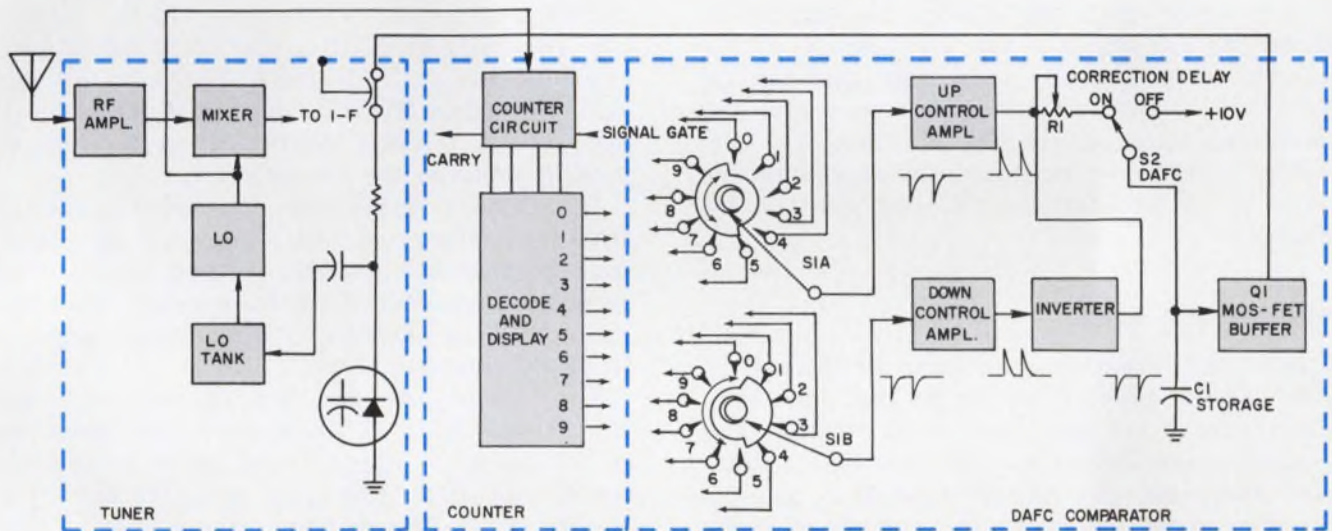 RF
AMPL.
MIXER
TO I-F
LO
LO
TANK
TUNER
COUNTER
CIRCUIT
SIGNAL GATE
CARRY
DECODE
AND
DISPLAY
0
1
2
3
4
5
6
7
8
9
COUNTER
0
1
2
3
4
5
6
7
8
9
S1A
0
1
2
3
4
5
6
7
8
9
S1B
UP
CONTROL
AMPL.
DOWN
CONTROL
AMPL.
INVERTER
CORRECTION DELAY
ON
OFF
+10V
R1
S2
DAFC
Q1
MOS-FET
BUFFER
C1
STORAGE
DAFC COMPARATOR